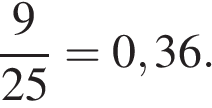 9/25 = 0,36.